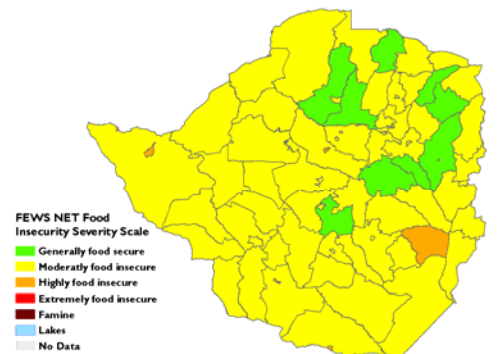 FEWS NET Food
Insecurity Severity Scale
Generally food secure
Moderatly food insecure
Highly food insecure
Extremely food insecure
Famine
Lakes
No Data